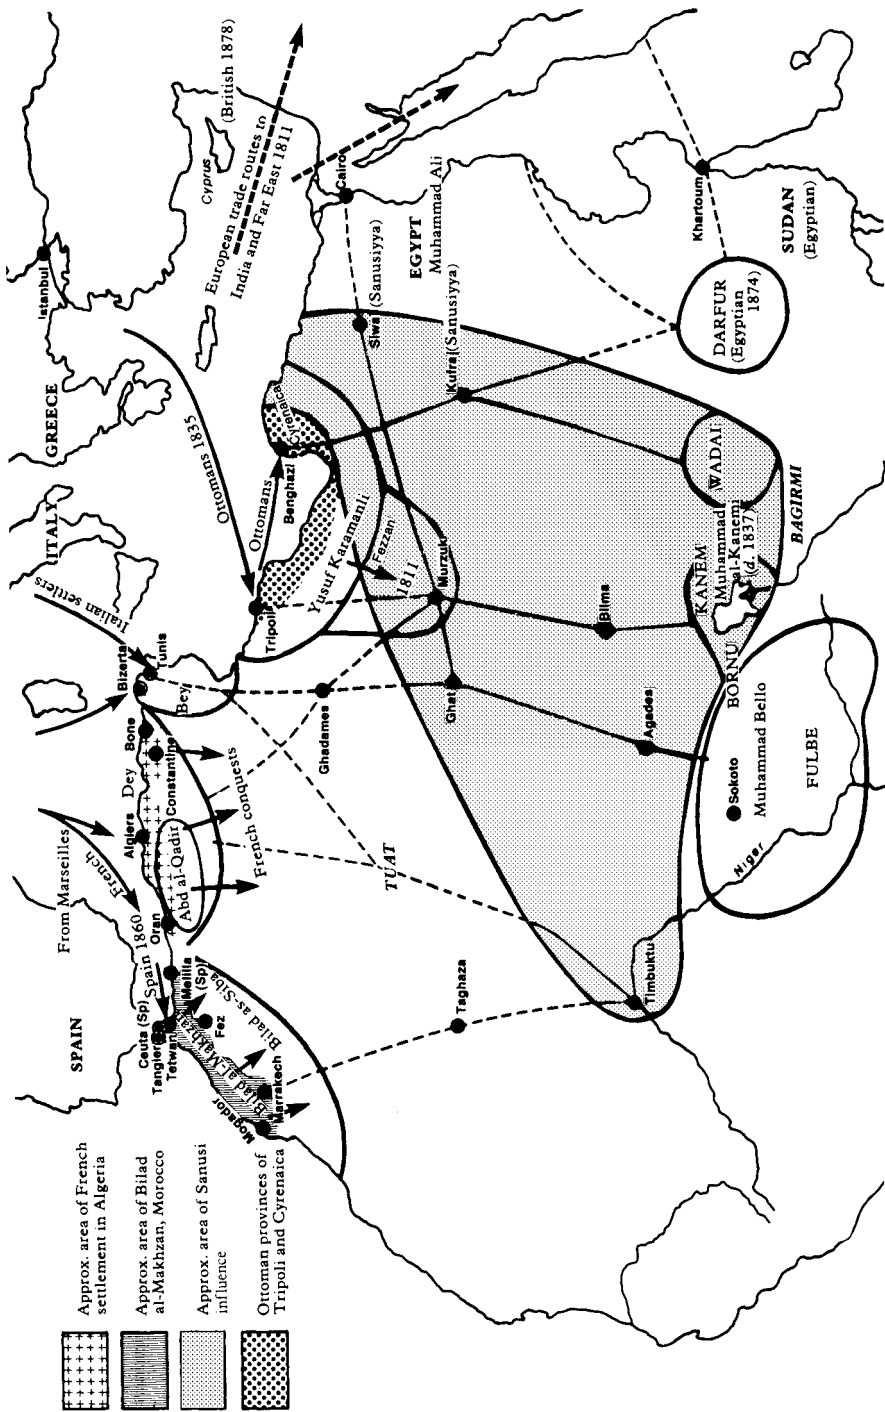 SPAIN
From Marseilles
French
Spain 1860
Ceuta (Sp)
Tangier
Tetwan
Melilla
(Sp)
Fez
Bilad al-Makhzan
Bilad as-Siba
Mogador
Marrakech
Oran
Algiers
Dey
Abd al-Qadir
Constantine
Bone
French conquests
Bizerta
Tunis
Bey
Italian settlers
ITALY
GREECE
Istanbul
Ottomans 1835
Ottomans
Tripoli
Benghazi
Cyrenaica
Yusuf Karamanli
1811
Fezzan
Murzuk
Ghadames
Ghat
TUAT
Taghaza
Timbuktu
Niger
Agades
Bilma
Sokoto
Muhammad Bello
FULBE
BORNU
KANEM
Muhammad
al-Kanemi
(d. 1837)
BAGIRMI
WADAI
DARFUR
(Egyptian
1874)
Kufra (Sanusiyya)
Siwa (Sanusiyya)
EGYPT
Muhammad Ali
Cairo
Khartoum
SUDAN
(Egyptian)
Cyprus
(British 1878)
European trade routes to
India and Far East 1811
Approx. area of French
settlement in Algeria
Approx. area of Bilad
al-Makhzan, Morocco
Approx. area of Sanusi
influence
Ottoman provinces of
Tripoli and Cyrenaica